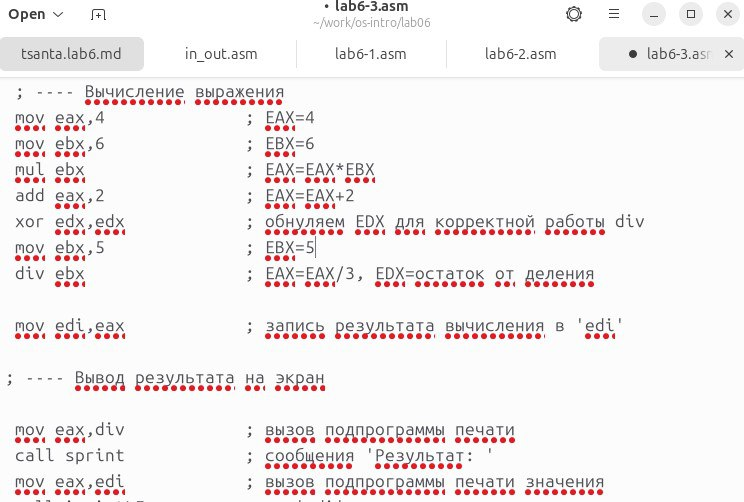 Open
• lab6-3.asm
~/work/os-intro/lab06
tsanta.lab6.md in_out.asm lab6-1.asm lab6-2.asm ● lab6-3.asm
; ---- Вычисление выражения
mov eax,4 ; EAX=4
mov ebx,6 ; EBX=6
mul ebx ; EAX=EAX*EBX
add eax,2 ; EAX=EAX+2
xor edx,edx ; обнуляем EDX для корректной работы div
mov ebx,5 ; EBX=5
div ebx ; EAX=EAX/3, EDX=остаток от деления
mov edi,eax ; запись результата вычисления в 'edi'
; ---- Вывод результата на экран
mov eax,div ; вызов подпрограммы печати
call sprint ; сообщения 'Результат: '
mov eax,edi ; вызов подпрограммы печати значения